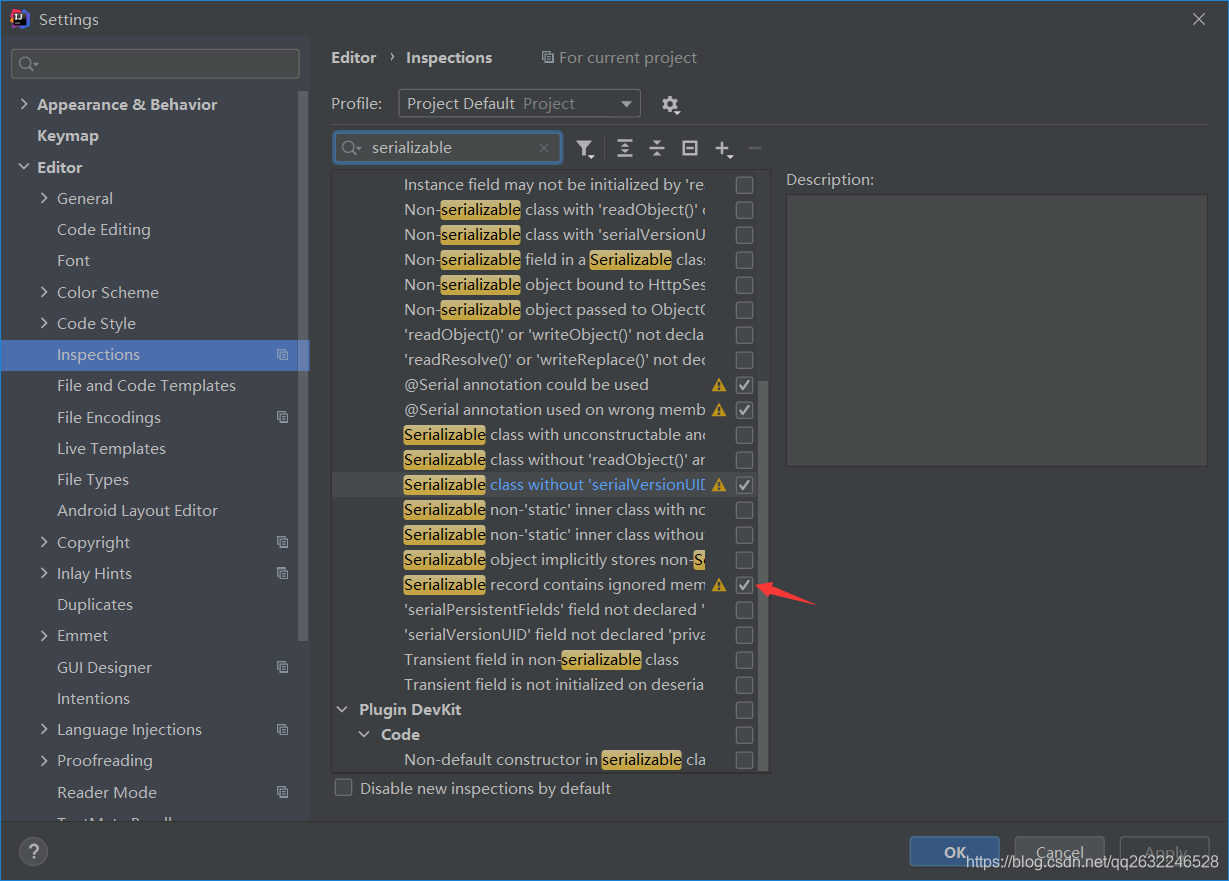 Settings
Editor › Inspections For current project
Profile: Project Default Project
serializable
Appearance & Behavior
Keymap
Editor
General
Code Editing
Font
Color Scheme
Code Style
Inspections
File and Code Templates
File Encodings
Live Templates
File Types
Android Layout Editor
Copyright
Inlay Hints
Duplicates
Emmet
GUI Designer
Intentions
Language Injections
Proofreading
Reader Mode
Instance field may not be initialized by 're
Non-serializable class with 'readObject()'
Non-serializable class with 'serialVersionU
Non-serializable field in a Serializable clas
Non-serializable object bound to HttpSes
Non-serializable object passed to Object
'readObject()' or 'writeObject()' not decla
'readResolve()' or 'writeReplace()' not dec
@Serial annotation could be used
@Serial annotation used on wrong memb
Serializable class with unconstructable an
Serializable class without 'readObject()' ar
Serializable class without 'serialVersionUID
Serializable non-'static' inner class with no
Serializable non-'static' inner class without
Serializable object implicitly stores non-Se
Serializable record contains ignored mem
'serialPersistentFields' field not declared '
'serialVersionUID' field not declared 'priva
Transient field in non-serializable class
Transient field is not initialized on deseria
Plugin DevKit
Code
Non-default constructor in serializable cla
Disable new inspections by default
Description:
?
OK
Cancel
Apply
https://blog.csdn.net/qq2632246528